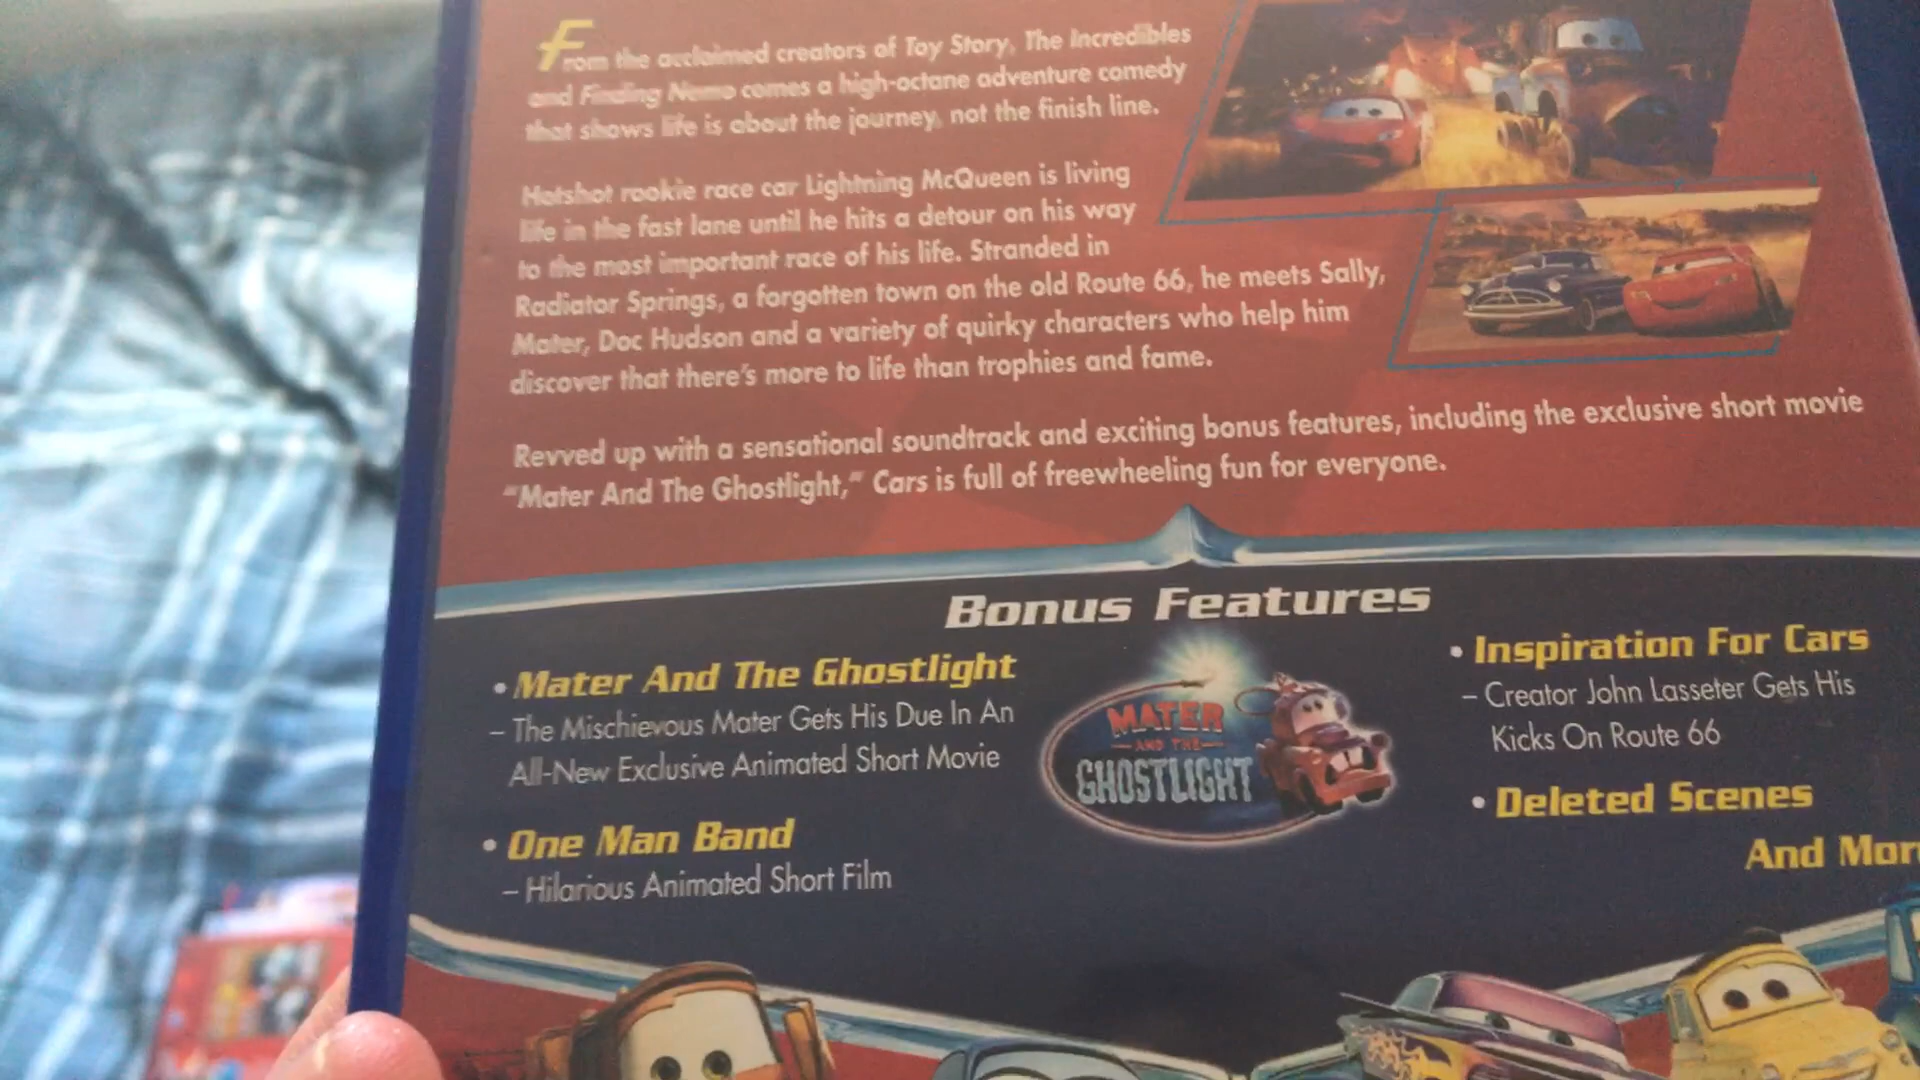 From the acclaimed creators of Toy Story, The Incredibles
and Finding Nemo comes a high-octane adventure comedy
that shows life is about the journey, not the finish line.
Hotshot rookie race car Lightning McQueen is living
life in the fast lane until he hits a detour on his way
to the most important race of his life. Stranded in
Radiator Springs, a forgotten town on the old Route 66, he meets Sally,
Mater, Doc Hudson and a variety of quirky characters who help him
discover that there's more to life than trophies and fame.
Revved up with a sensational soundtrack and exciting bonus features, including the exclusive short movie
"Mater And The Ghostlight," Cars is full of freewheeling fun for everyone.
Bonus Features
• Mater And The Ghostlight
– The Mischievous Mater Gets His Due In An
All-New Exclusive Animated Short Movie
• One Man Band
– Hilarious Animated Short Film
MATER
AND THE
GHOSTLIGHT
• Inspiration For Cars
– Creator John Lasseter Gets His
Kicks On Route 66
• Deleted Scenes
And Mor